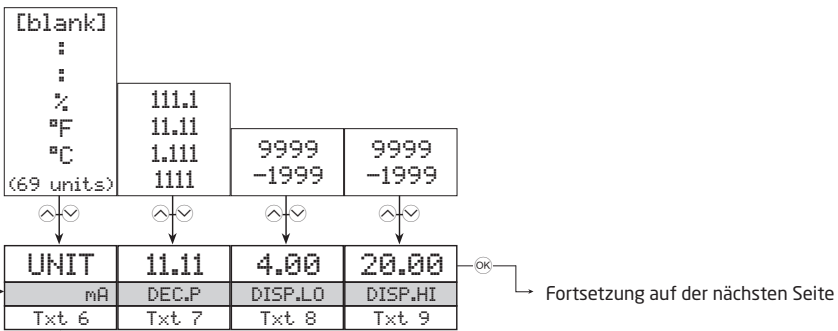 [blank]
:
:
%
°F
°C
(69 units)
111.1
11.11
1.111
1111
9999
-1999
9999
-1999
UNIT 11.11 4.00 20.00
mA DEC.P DISP.LO DISP.HI
Txt 6 Txt 7 Txt 8 Txt 9
OK
Fortsetzung auf der nächsten Seite